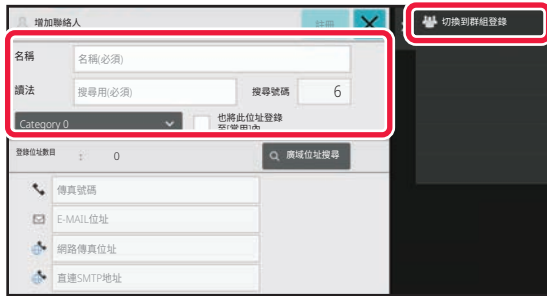 增加聯絡人
註冊
切換到群組登錄
名稱
名稱(必須)
讀法
搜尋用(必須)
搜尋號碼
6
Category 0
也將此位址登錄
至[常用]內
登錄位址數目 : 0
廣域位址搜尋
傳真號碼
E-MAIL位址
網路傳真位址
直連SMTP地址